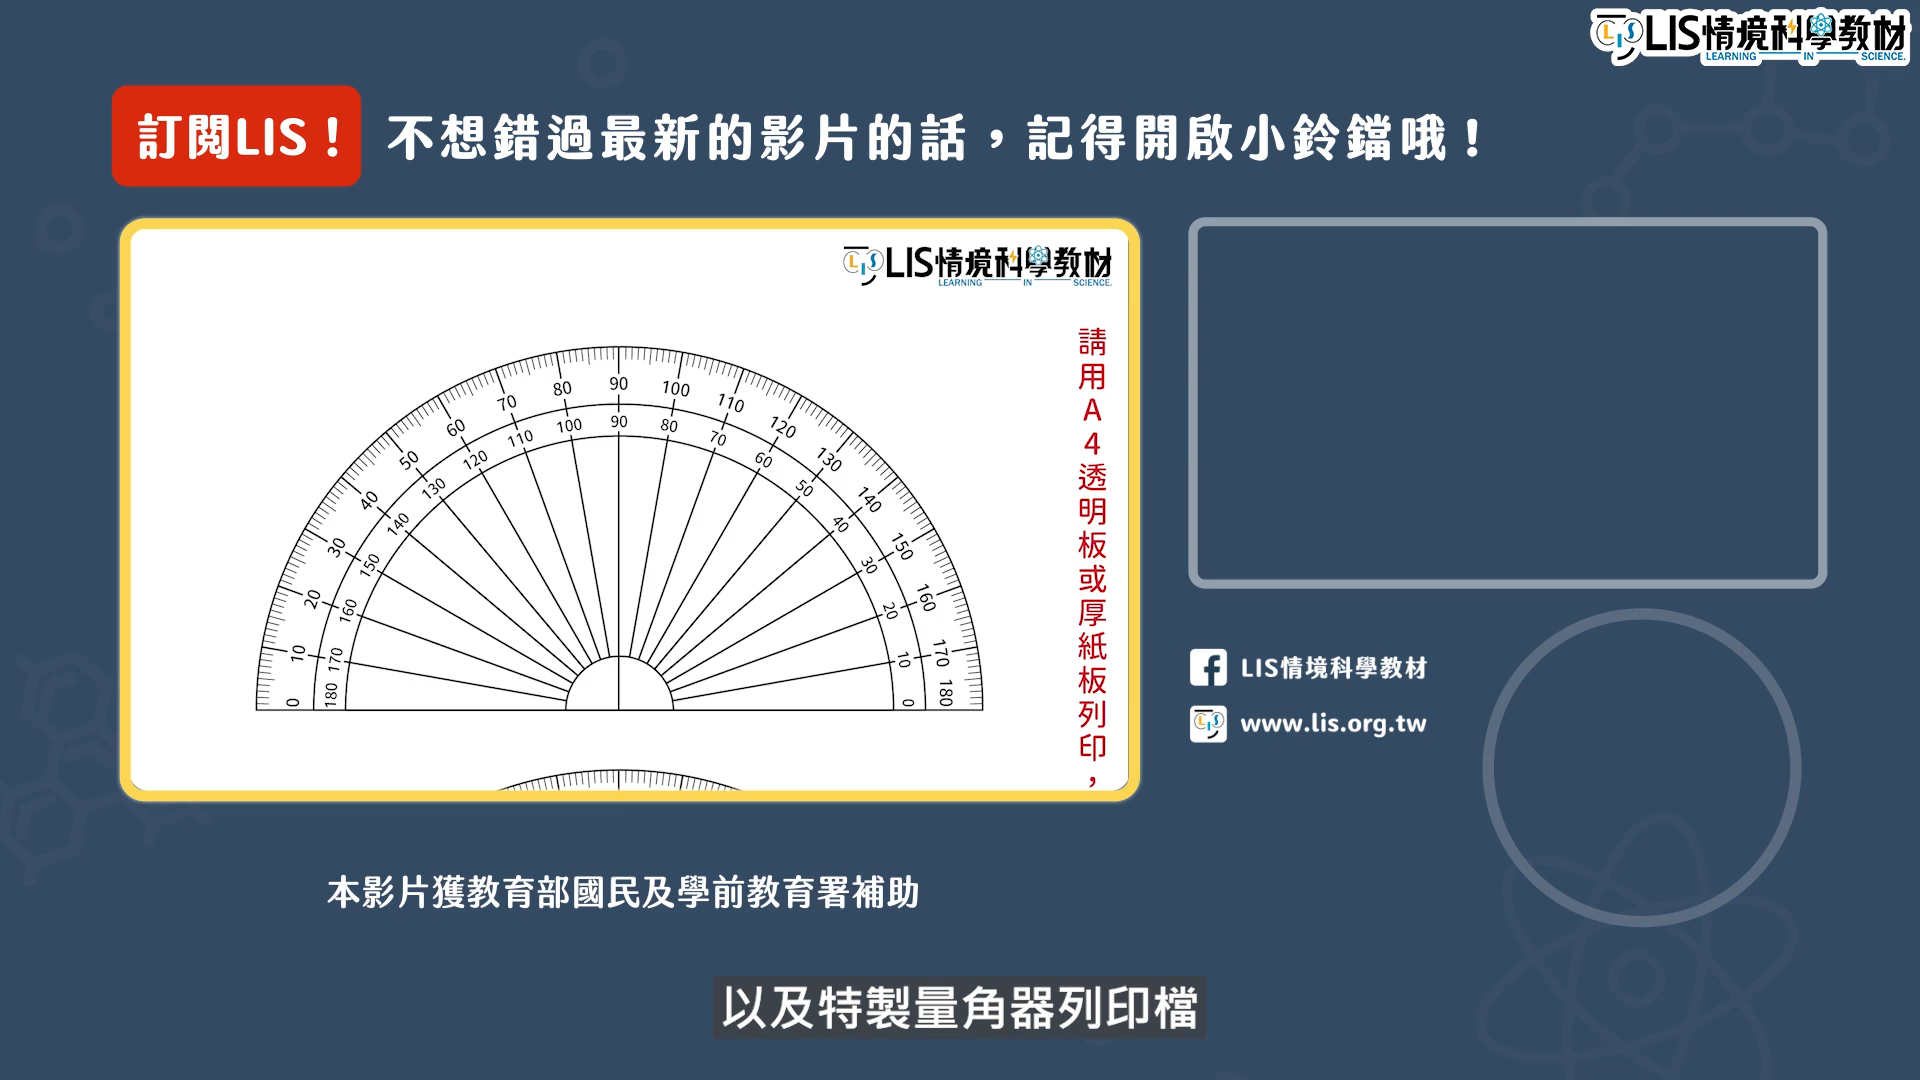 LIS情境科學教材
LEARNING IN SCIENCE.
訂閱LIS！ 不想錯過最新的影片的話，記得開啟小鈴鐺哦！
LIS情境科學教材
LEARNING IN SCIENCE.
請用A4透明板或厚紙板列印，
0 10 20 30 40 50 60 70 80 90 100 110 120 130 140 150 160 170 180
180 170 160 150 140 130 120 110 100 90 80 70 60 50 40 30 20 10 0
LIS情境科學教材
www.lis.org.tw
本影片獲教育部國民及學前教育署補助
以及特製量角器列印檔